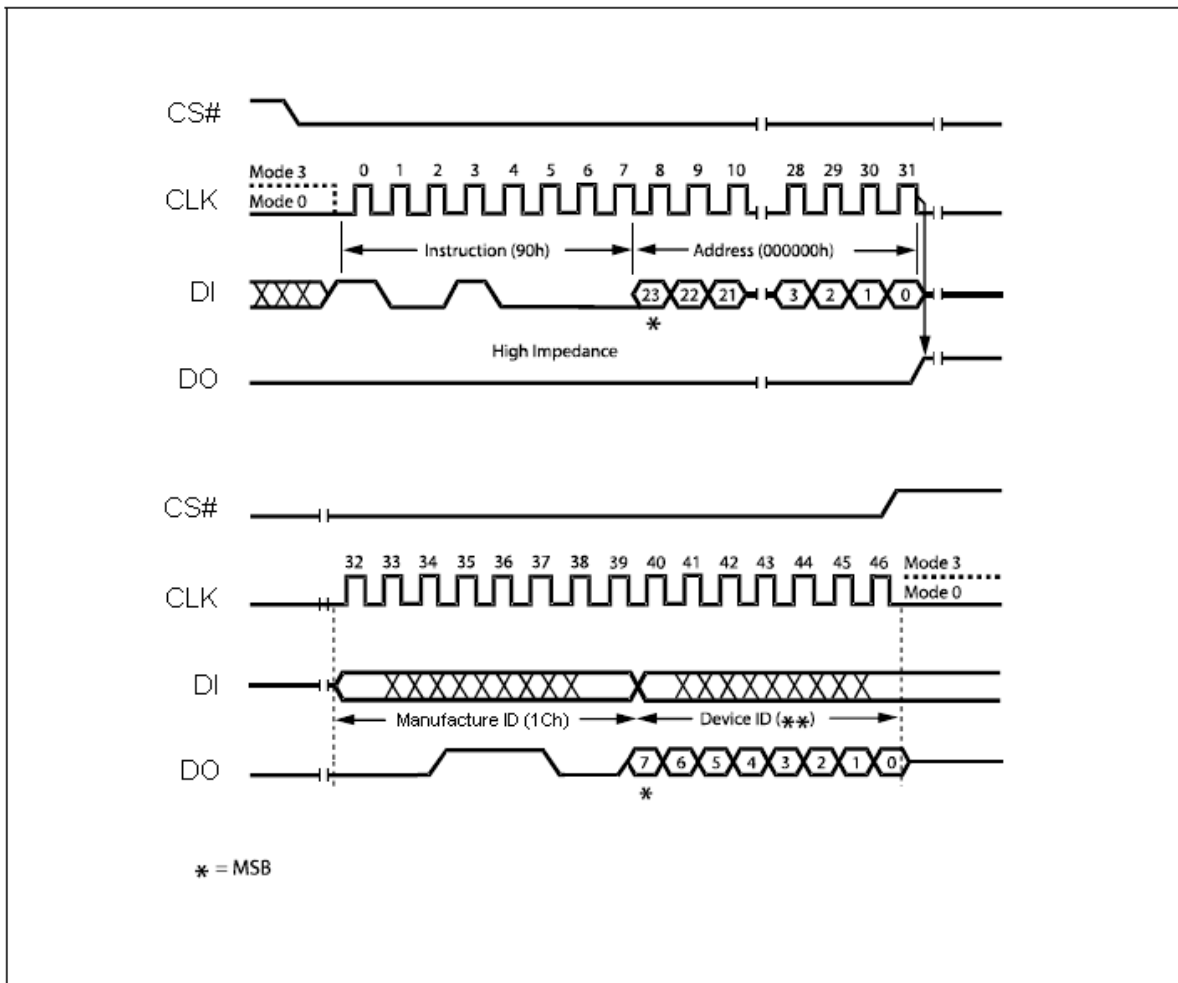 CS#
Mode 3
0 1 2 3 4 5 6 7 8 9 10 28 29 30 31
CLK
Mode 0
Instruction (90h) Address (000000h)
DI 23 22 21 3 2 1 0
*
High Impedance
DO
CS#
32 33 34 35 36 37 38 39 40 41 42 43 44 45 46 Mode 3
CLK Mode 0
DI
Manufacture ID (1Ch) Device ID (**)
DO 7 6 5 4 3 2 1 0
*
* = MSB